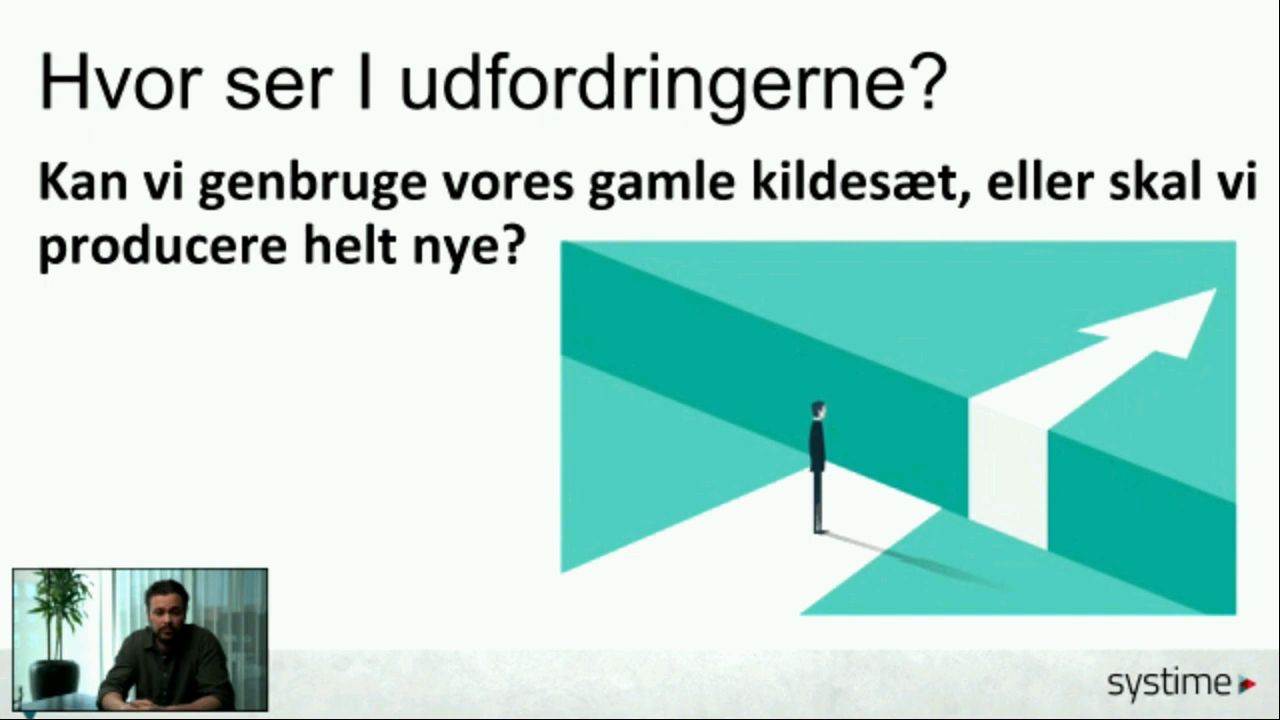 Hvor ser I udfordringerne?
Kan vi genbruge vores gamle kildesæt, eller skal vi
producere helt nye?
systime